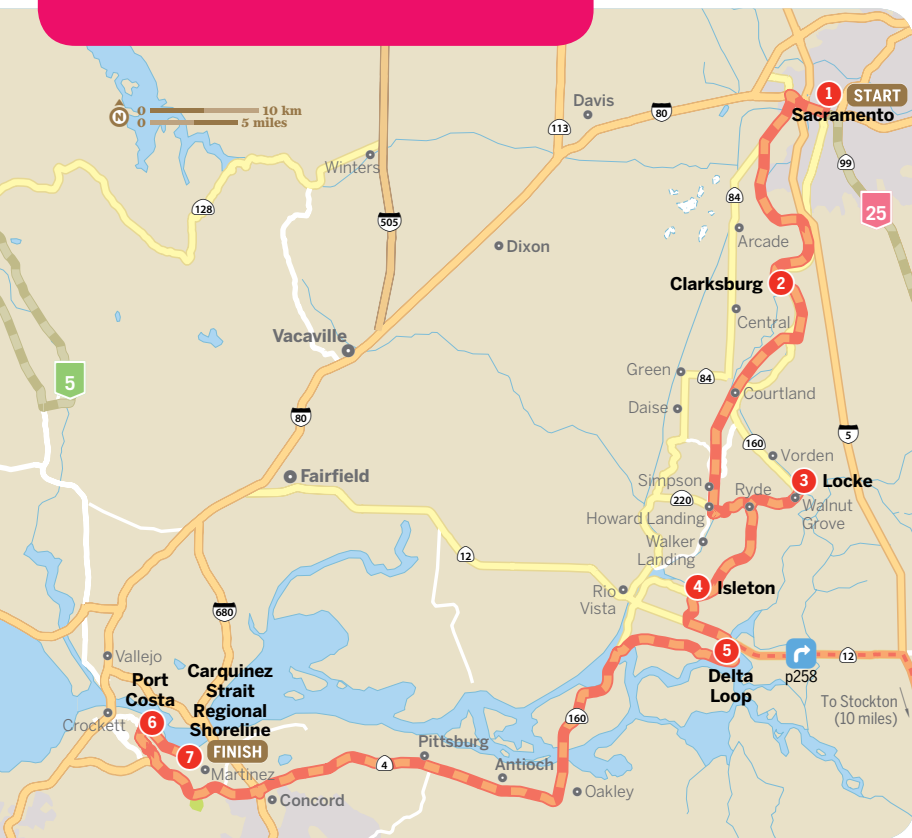 N
0 10 km
0 5 miles
Davis
1
START
Sacramento
80
113
99
Winters
84
128
505
25
Arcade
Dixon
Clarksburg 2
Central
Vacaville
5
Green
84
Courtland
Daise
80
160
5
Vorden
Fairfield
3 Locke
Simpson
220
Ryde
Walnut
Grove
Howard Landing
Walker
Landing
12
4 Isleton
Rio
Vista
680
5
Delta
Loop
p258
12
Vallejo
Port
Costa
Carquinez
Strait
Regional
Shoreline
6
Crockett
7
FINISH
Martinez
160
To Stockton
(10 miles)
Pittsburg
4
Antioch
Oakley
Concord